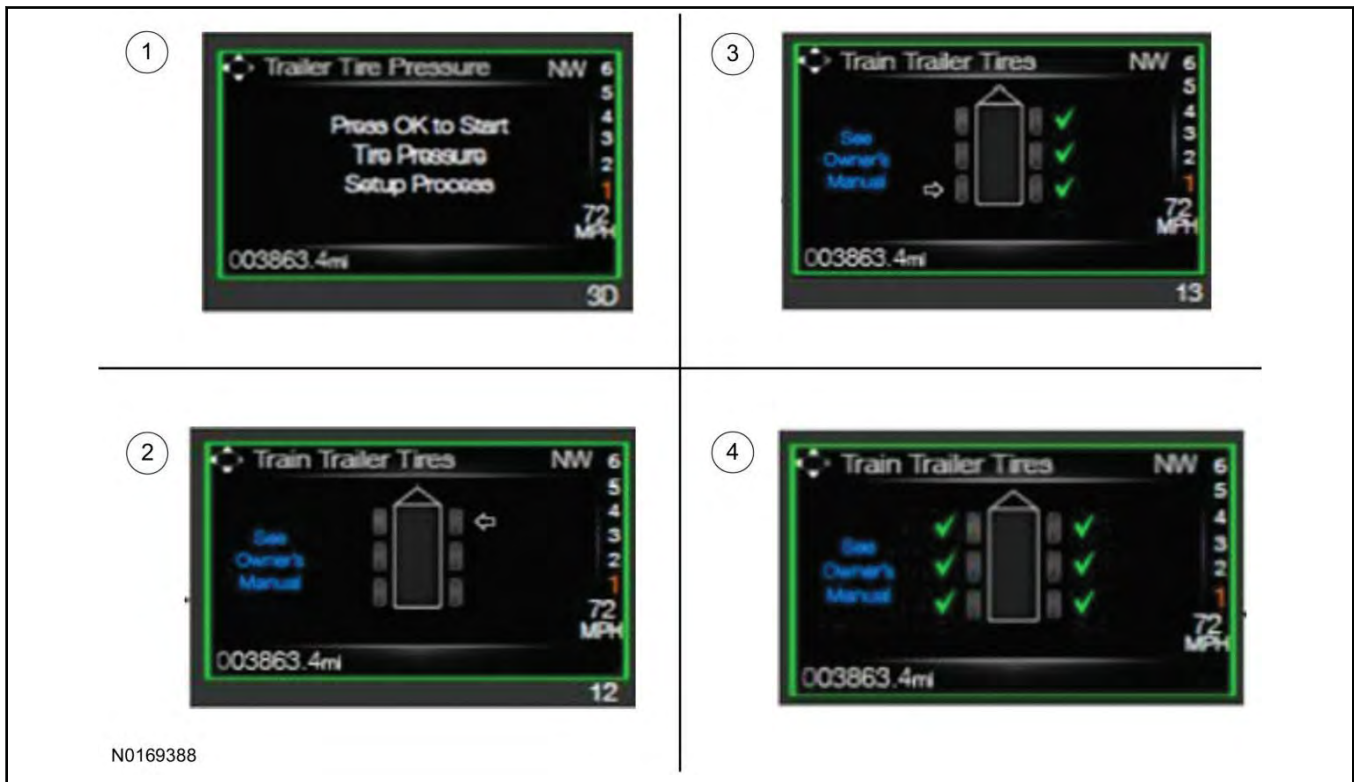 1
Trailer Tire Pressure NW
6
5
4
3
2
1
Press OK to Start
Tire Pressure
Setup Process
72
MPH
003863.4mi
3D
2
Train Trailer Tires NW
6
5
4
3
2
1
See
Owner's
Manual
72
MPH
003863.4mi
12
3
Train Trailer Tires NW
6
5
4
3
2
1
See
Owner's
Manual
72
MPH
003863.4mi
13
4
Train Trailer Tires NW
6
5
4
3
2
1
See
Owner's
Manual
72
MPH
003863.4mi
N0169388